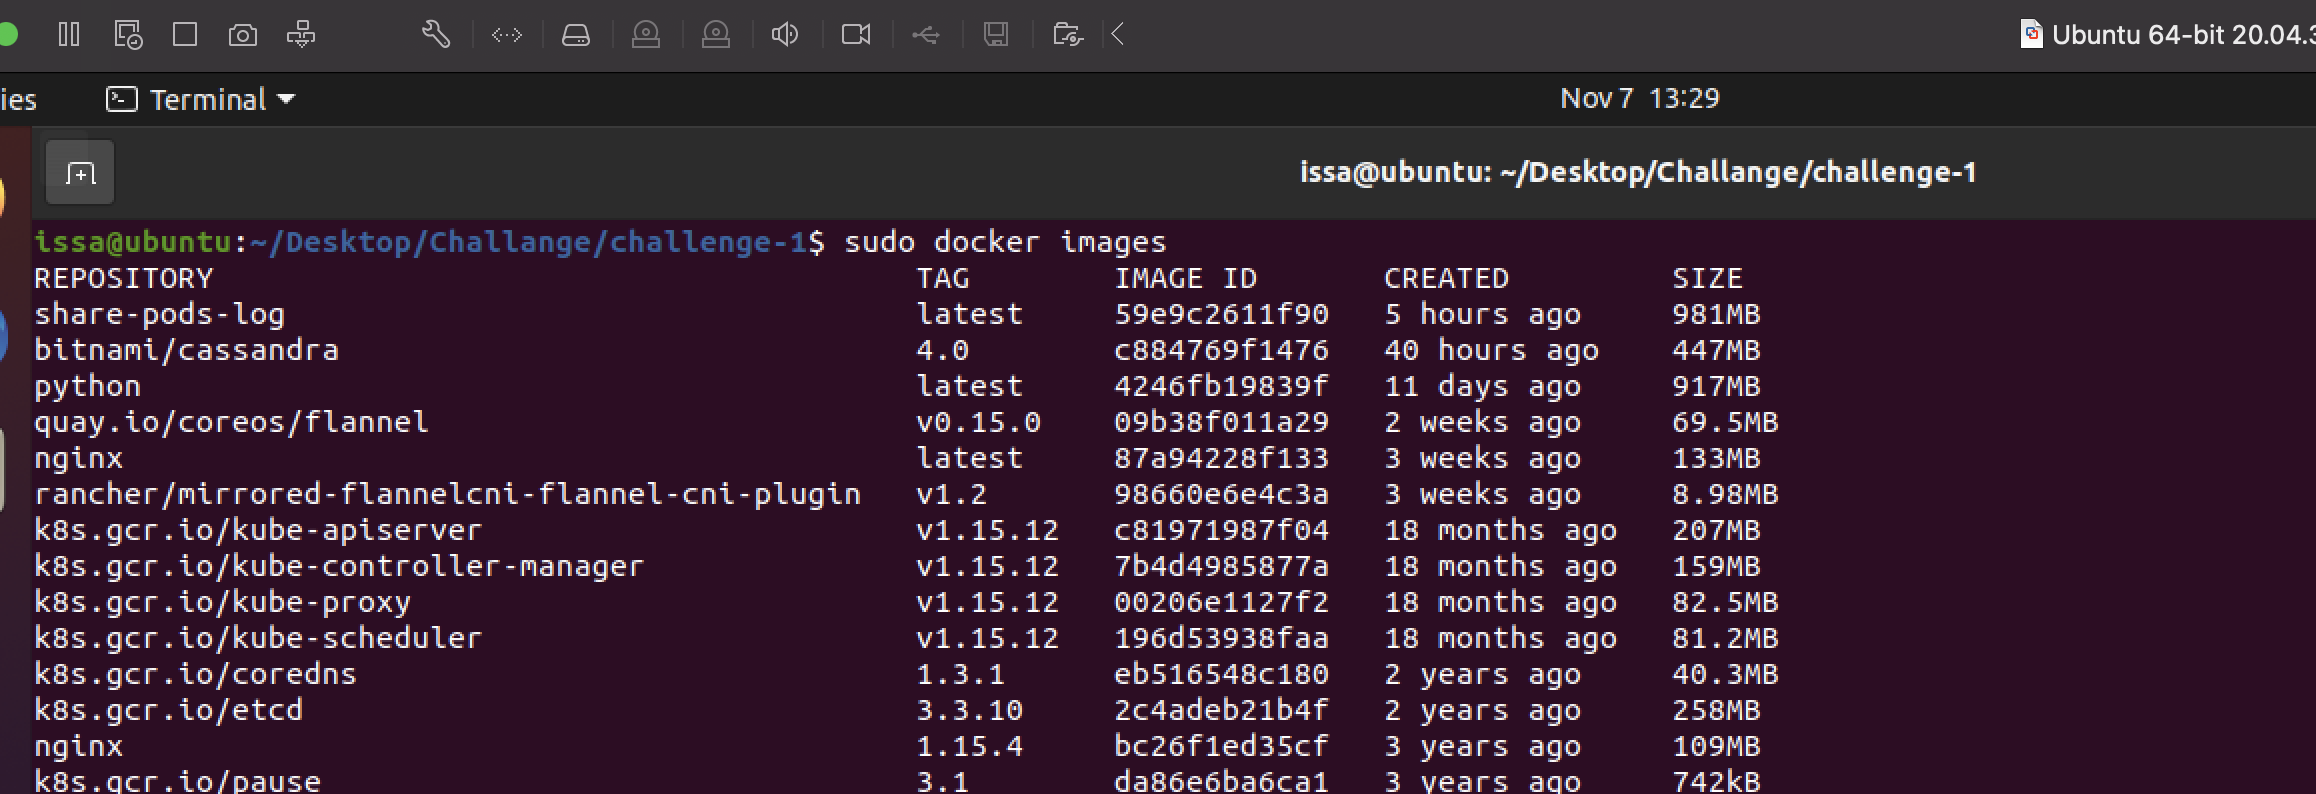 Ubuntu 64-bit 20.04.3
ies Terminal Nov 7 13:29
issa@ubuntu: ~/Desktop/Challange/challenge-1
issa@ubuntu:~/Desktop/Challange/challenge-1$ sudo docker images
REPOSITORY TAG IMAGE ID CREATED SIZE
share-pods-log latest 59e9c2611f90 5 hours ago 981MB
bitnami/cassandra 4.0 c884769f1476 40 hours ago 447MB
python latest 4246fb19839f 11 days ago 917MB
quay.io/coreos/flannel v0.15.0 09b38f011a29 2 weeks ago 69.5MB
nginx latest 87a94228f133 3 weeks ago 133MB
rancher/mirrored-flannelcni-flannel-cni-plugin v1.2 98660e6e4c3a 3 weeks ago 8.98MB
k8s.gcr.io/kube-apiserver v1.15.12 c81971987f04 18 months ago 207MB
k8s.gcr.io/kube-controller-manager v1.15.12 7b4d4985877a 18 months ago 159MB
k8s.gcr.io/kube-proxy v1.15.12 00206e1127f2 18 months ago 82.5MB
k8s.gcr.io/kube-scheduler v1.15.12 196d53938faa 18 months ago 81.2MB
k8s.gcr.io/coredns 1.3.1 eb516548c180 2 years ago 40.3MB
k8s.gcr.io/etcd 3.3.10 2c4adeb21b4f 2 years ago 258MB
nginx 1.15.4 bc26f1ed35cf 3 years ago 109MB
k8s.gcr.io/pause 3.1 da86e6ba6ca1 3 years ago 742kB